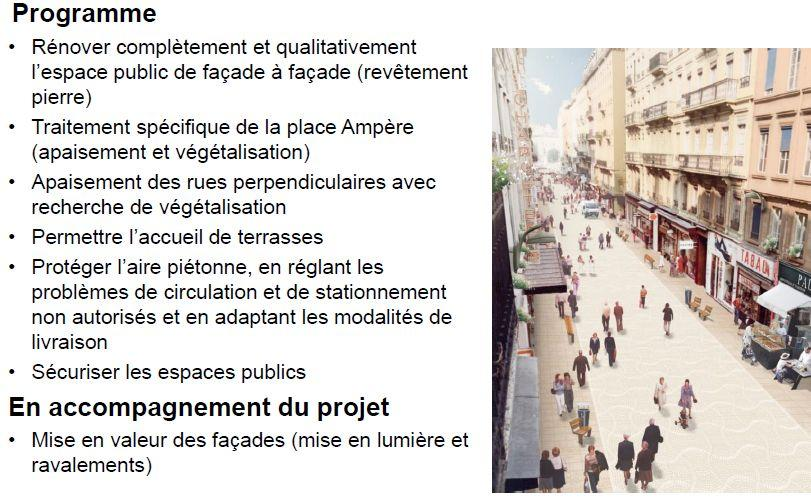 Programme
• Rénover complètement et qualitativement
l'espace public de façade à façade (revêtement
pierre)
• Traitement spécifique de la place Ampère
(apaisement et végétalisation)
• Apaisement des rues perpendiculaires avec
recherche de végétalisation
• Permettre l'accueil de terrasses
• Protéger l'aire piétonne, en réglant les
problèmes de circulation et de stationnement
non autorisés et en adaptant les modalités de
livraison
• Sécuriser les espaces publics
En accompagnement du projet
• Mise en valeur des façades (mise en lumière et
ravalements)
TABAC